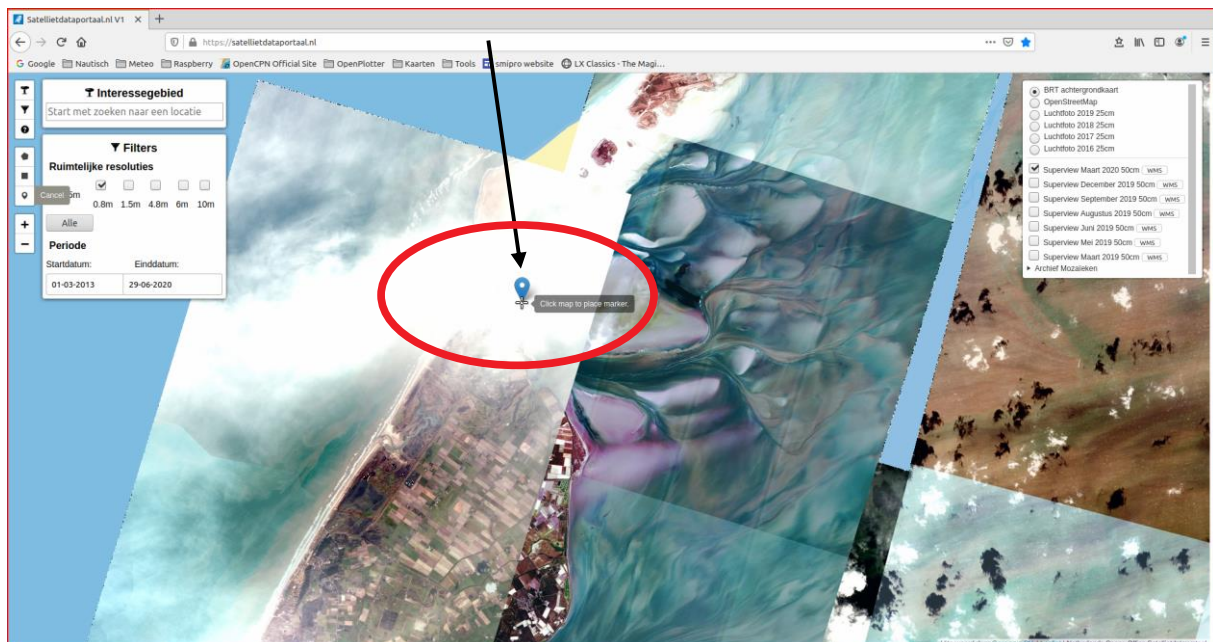 Satellietdataportaal.nl V1
https://satellietdataportaal.nl
Google Nautisch Meteo Raspberry OpenCPN Official Site OpenPlotter Kaarten Tools smipro website LX Classics - The Magi...
Interessegebied
Start met zoeken naar een locatie
Filters
Ruimtelijke resoluties
Cancel
0.8m 1.5m 4.8m 6m 10m
Alle
Periode
Startdatum: Einddatum:
01-03-2013 29-06-2020
Click map to place marker.
BRT achtergrondkaart
OpenStreetMap
Luchtfoto 2019 25cm
Luchtfoto 2018 25cm
Luchtfoto 2017 25cm
Luchtfoto 2016 25cm
Superview Maart 2020 50cm WMS
Superview December 2019 50cm WMS
Superview September 2019 50cm WMS
Superview Augustus 2019 50cm WMS
Superview Juni 2019 50cm WMS
Superview Mei 2019 50cm WMS
Superview Maart 2019 50cm WMS
Archief Mozaïeken